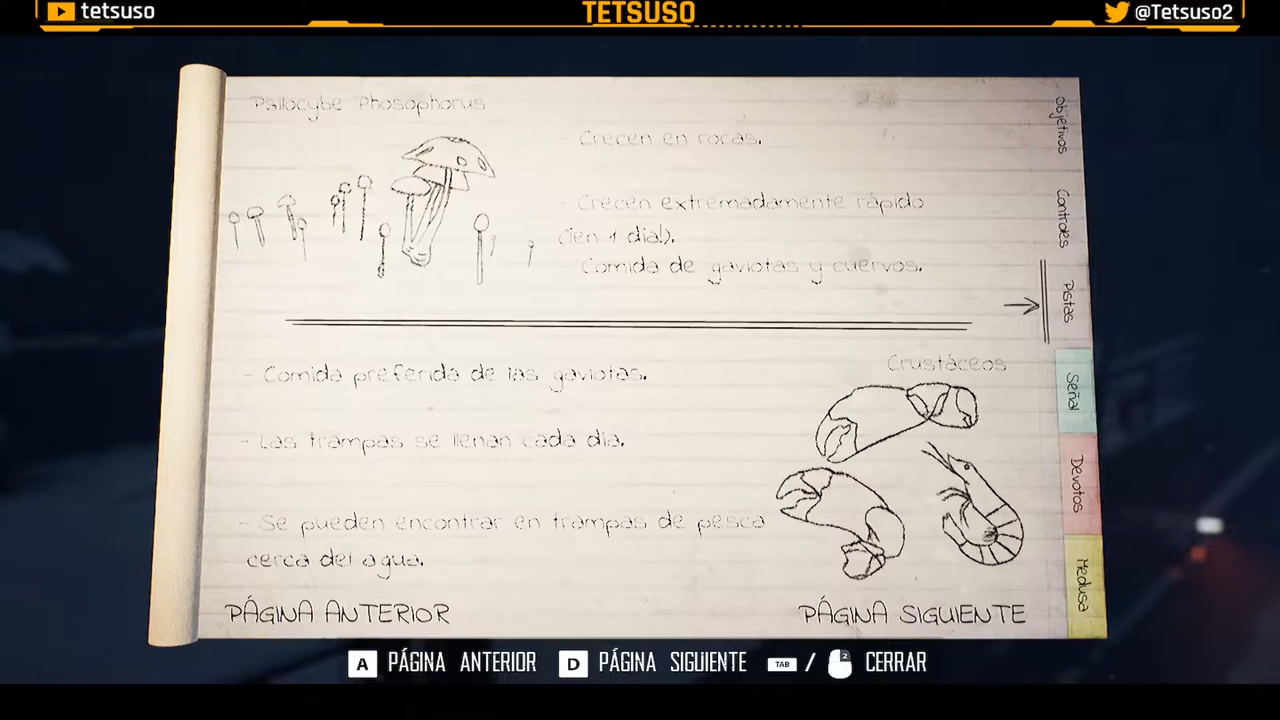 tetsuso
TETSUSO
@Tetsuso2
Psilocybe Phosophorus
- Crecen en rocas.
- Crecen extremadamente rápido
(¡en 1 día!).
- Comida de gaviotas y cuervos.
Crustáceos
- Comida preferida de las gaviotas.
- Las trampas se llenan cada día.
- Se pueden encontrar en trampas de pesca
cerca del agua.
PÁGINA ANTERIOR
PÁGINA SIGUIENTE
Objetivos
Controles
Pistas
Señal
Devotos
Medusa
A PÁGINA ANTERIOR D PÁGINA SIGUIENTE TAB / 2 CERRAR